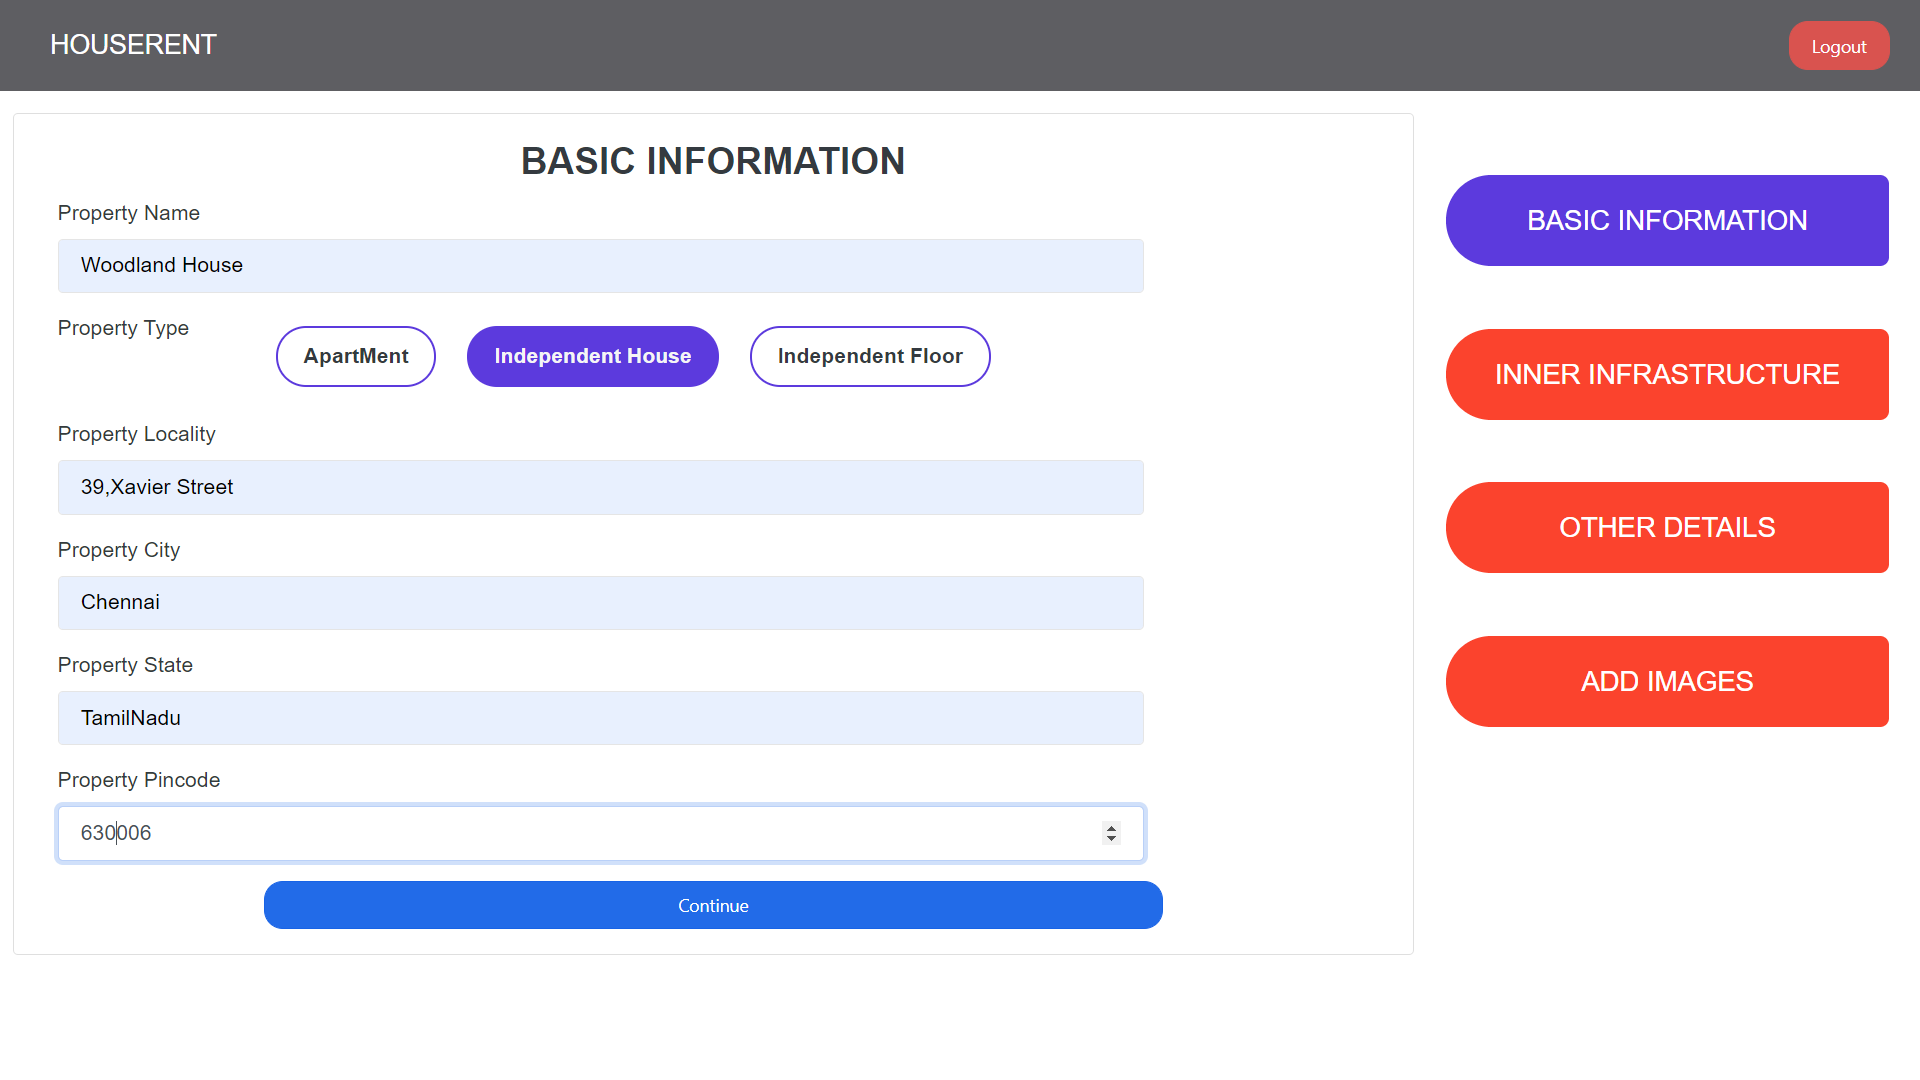 HOUSERENT
Logout
BASIC INFORMATION
Property Name
Woodland House
Property Type
ApartMent
Independent House
Independent Floor
Property Locality
39,Xavier Street
Property City
Chennai
Property State
TamilNadu
Property Pincode
630006
Continue
BASIC INFORMATION
INNER INFRASTRUCTURE
OTHER DETAILS
ADD IMAGES